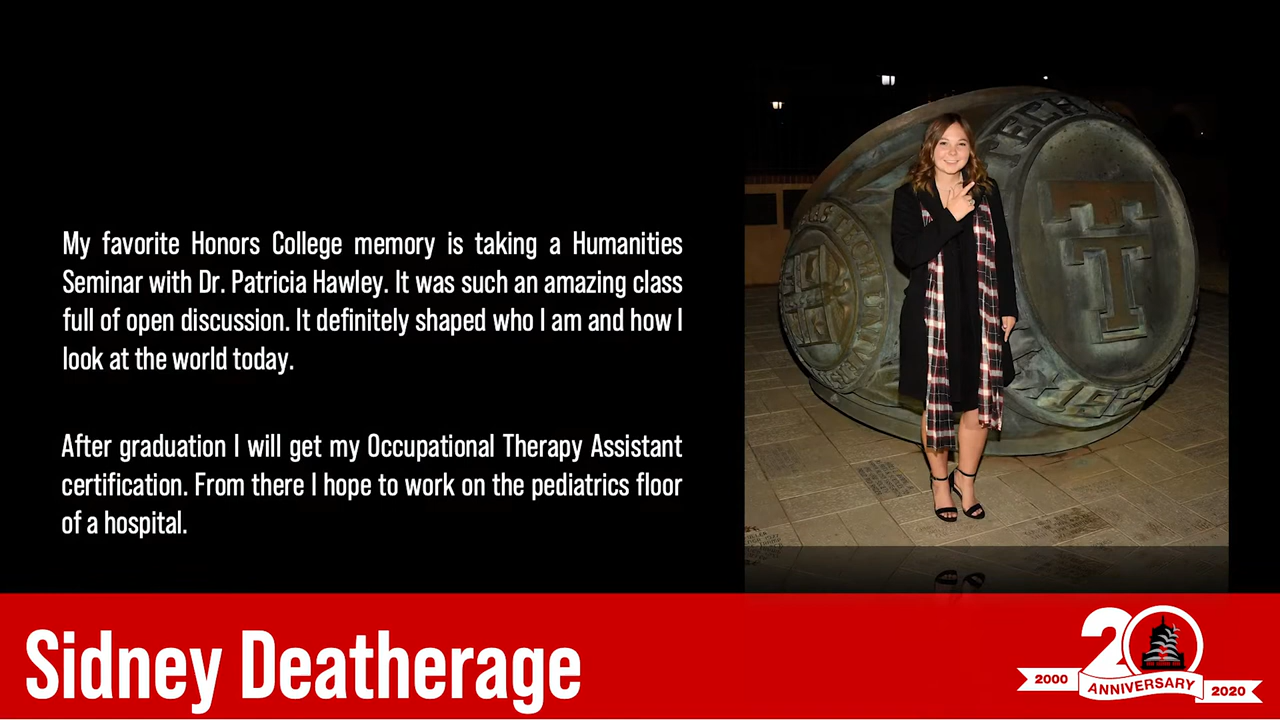 My favorite Honors College memory is taking a Humanities
Seminar with Dr. Patricia Hawley. It was such an amazing class
full of open discussion. It definitely shaped who I am and how I
look at the world today.
After graduation I will get my Occupational Therapy Assistant
certification. From there I hope to work on the pediatrics floor
of a hospital.
TECH
T
Sidney Deatherage
20
2000
ANNIVERSARY
2020